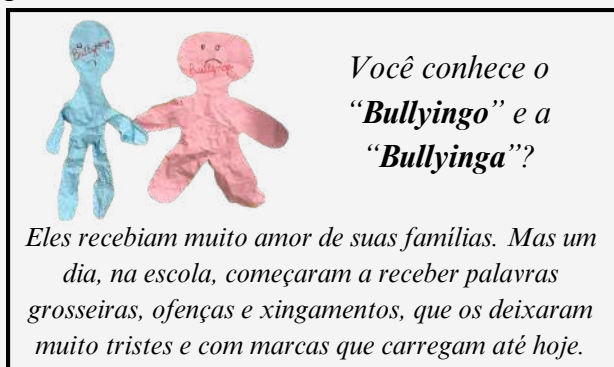 Bullyingo
Bullyinga
Você conhece o
“Bullyingo” e a
“Bullyinga”?
Eles recebiam muito amor de suas famílias. Mas um
dia, na escola, começaram a receber palavras
grosseiras, ofenças e xingamentos, que os deixaram
muito tristes e com marcas que carregam até hoje.